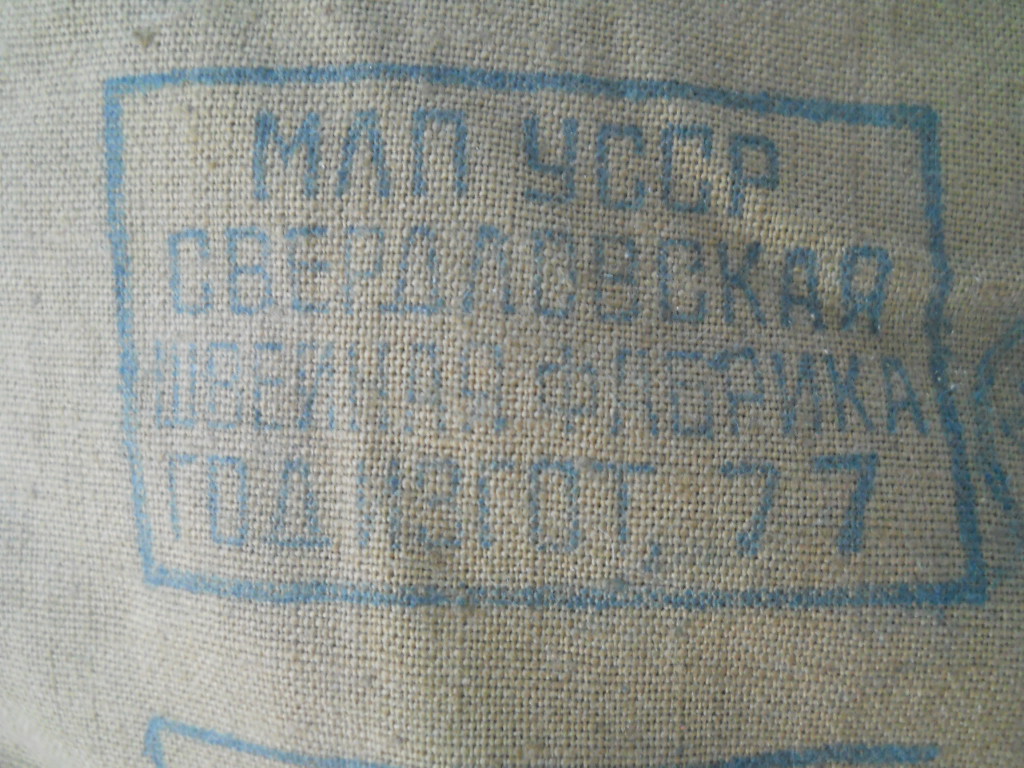 МЛП УССР
СВЕРДЛОВСКАЯ
ШВЕЙНАЯ ФАБРИКА
ГОД ИЗГОТ. 77